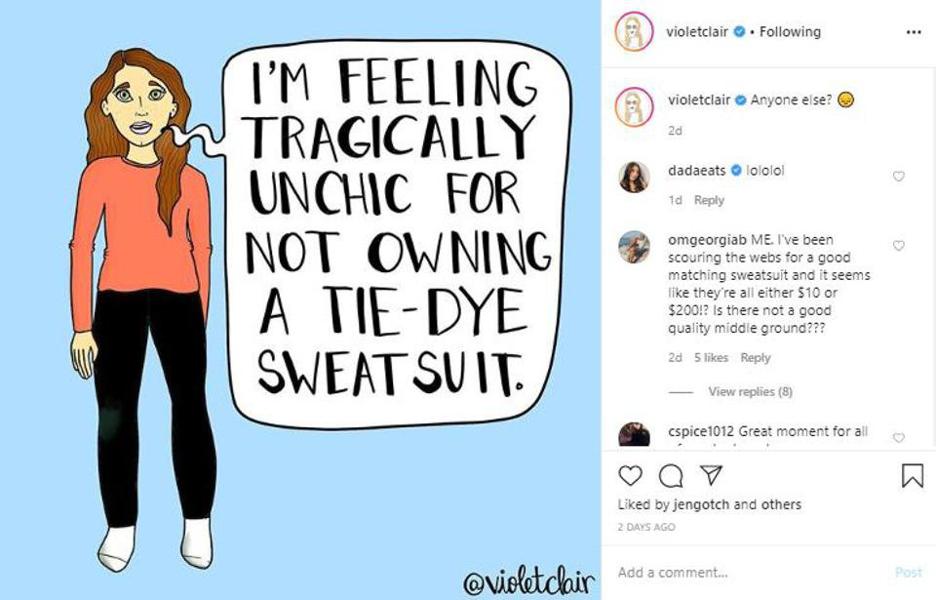 I'M FEELING
TRAGICALLY
UNCHIC FOR
NOT OWNING
A TIE-DYE
SWEATSUIT.
@violetclair
violetclair • Following
violetclair Anyone else?
2d
dadaeats lololol
1d Reply
omgeorgiab ME. I've been
scouring the webs for a good
matching sweatsuit and it seems
like they're all either $10 or
$200!? Is there not a good
quality middle ground???
2d 5 likes Reply
View replies (8)
cspice1012 Great moment for all
Liked by jengotch and others
2 DAYS AGO
Add a comment...
Post